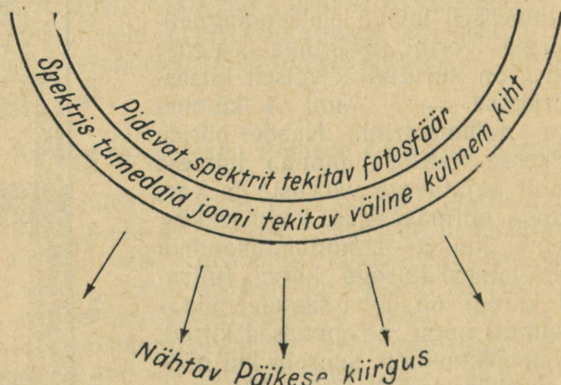 Pidevat spektrit tekitav fotosfäär
Spektris tumedaid jooni tekitav väline külmem kiht
Nähtav Päikese kiirgus